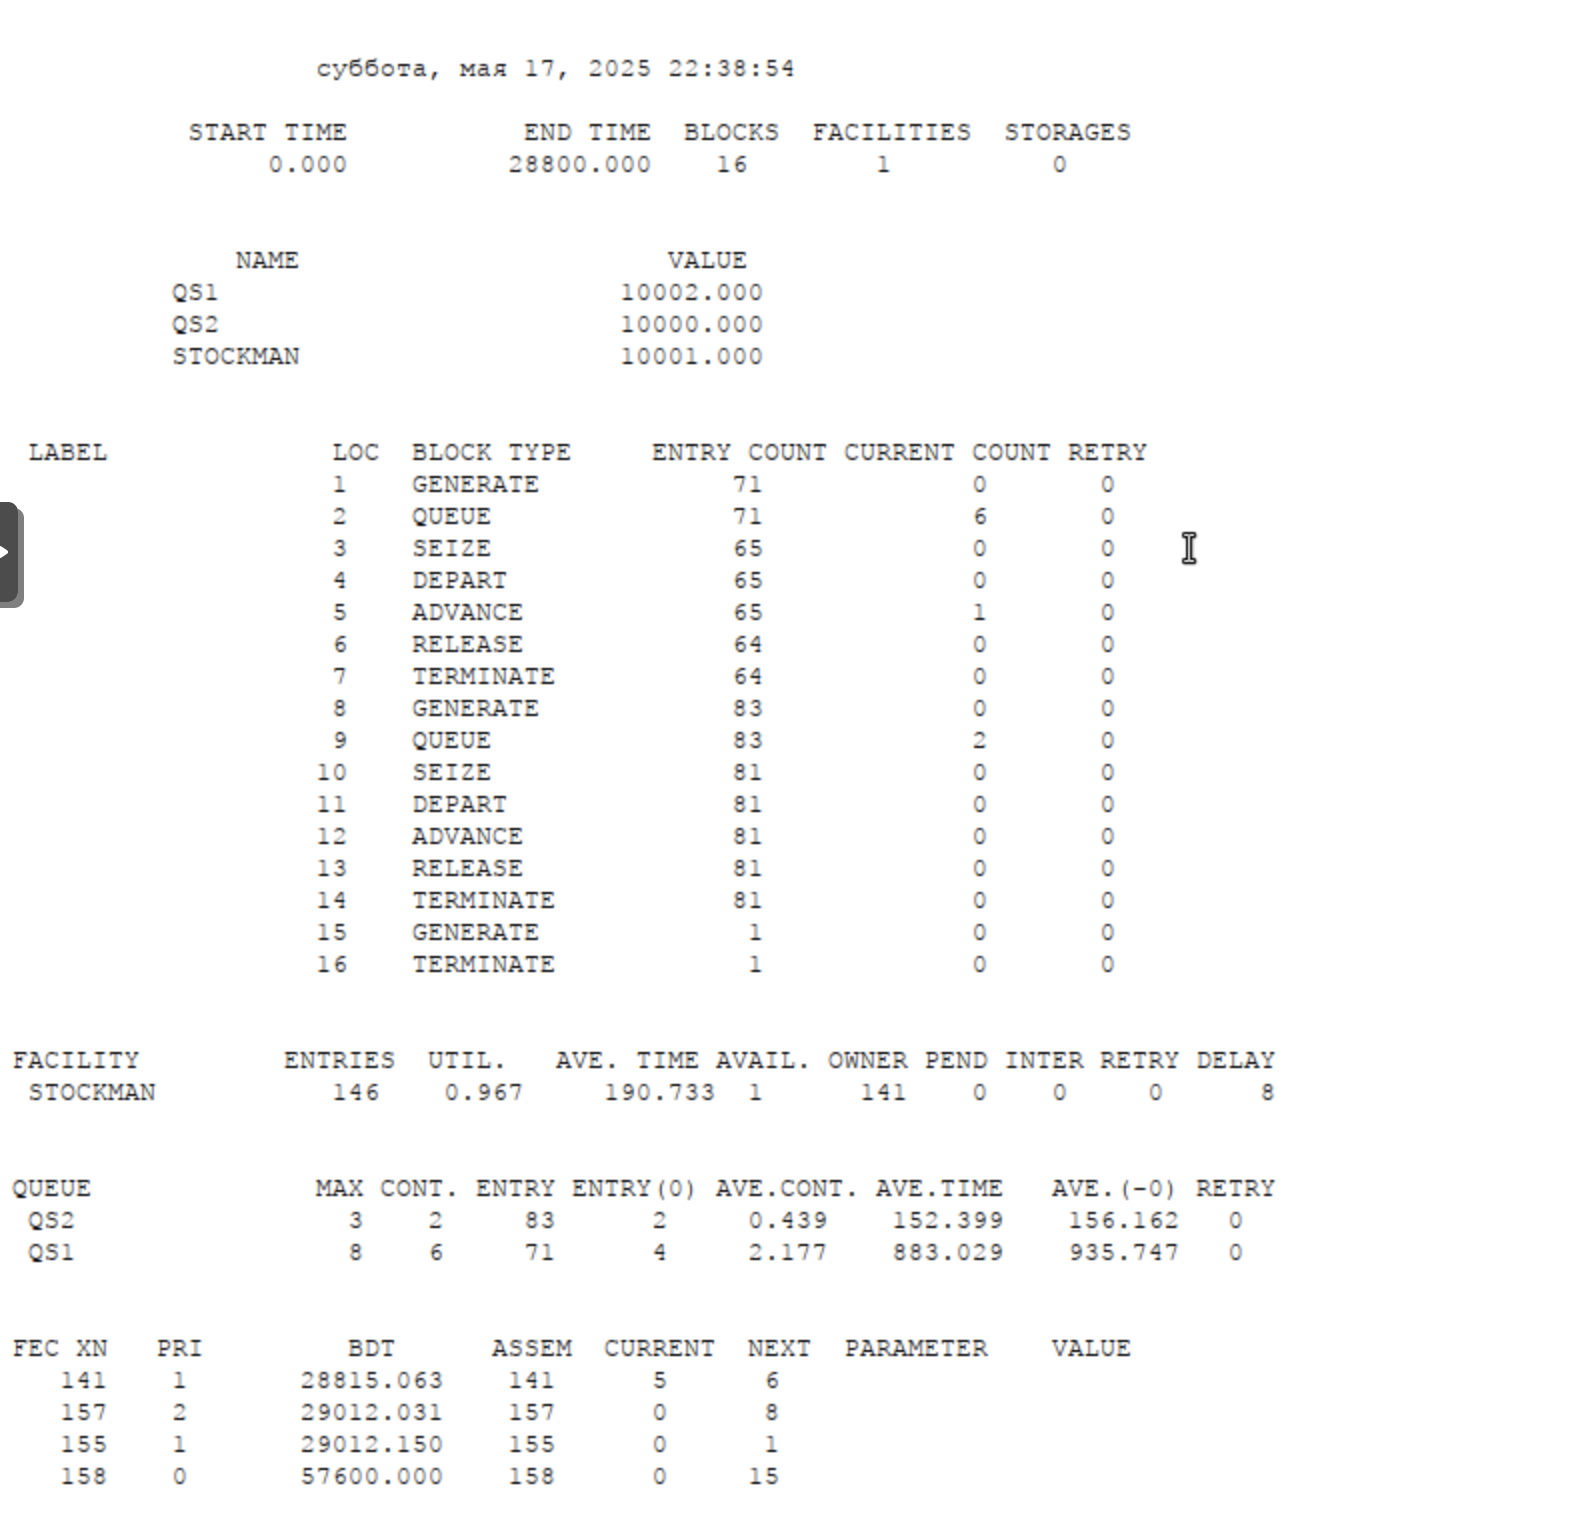 суббота, мая 17, 2025 22:38:54
START TIME END TIME BLOCKS FACILITIES STORAGES
0.000 28800.000 16 1 0
NAME VALUE
QS1 10002.000
QS2 10000.000
STOCKMAN 10001.000
LABEL LOC BLOCK TYPE ENTRY COUNT CURRENT COUNT RETRY
1 GENERATE 71 0 0
2 QUEUE 71 6 0
3 SEIZE 65 0 0
4 DEPART 65 0 0
5 ADVANCE 65 1 0
6 RELEASE 64 0 0
7 TERMINATE 64 0 0
8 GENERATE 83 0 0
9 QUEUE 83 2 0
10 SEIZE 81 0 0
11 DEPART 81 0 0
12 ADVANCE 81 0 0
13 RELEASE 81 0 0
14 TERMINATE 81 0 0
15 GENERATE 1 0 0
16 TERMINATE 1 0 0
FACILITY ENTRIES UTIL. AVE. TIME AVAIL. OWNER PEND INTER RETRY DELAY
STOCKMAN 146 0.967 190.733 1 141 0 0 0 8
QUEUE MAX CONT. ENTRY ENTRY(0) AVE.CONT. AVE.TIME AVE.(-0) RETRY
QS2 3 2 83 2 0.439 152.399 156.162 0
QS1 8 6 71 4 2.177 883.029 935.747 0
FEC XN PRI BDT ASSEM CURRENT NEXT PARAMETER VALUE
141 1 28815.063 141 5 6
157 2 29012.031 157 0 8
155 1 29012.150 155 0 1
158 0 57600.000 158 0 15